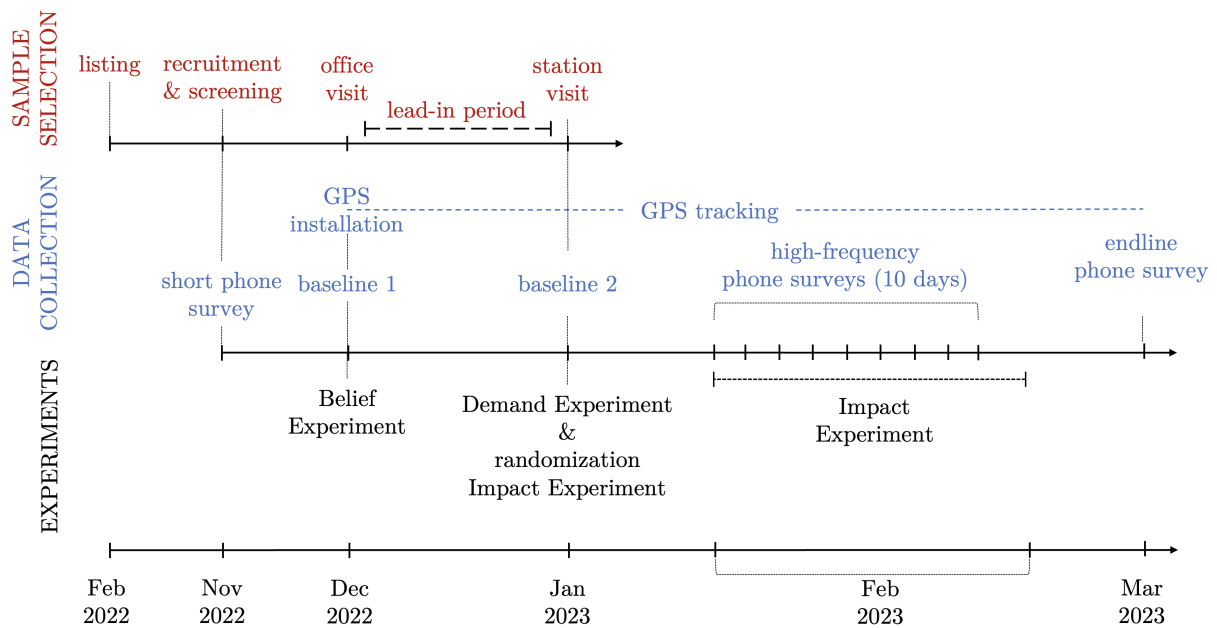 SAMPLE
SELECTION
listing
recruitment
& screening
office
visit
lead-in period
station
visit
DATA
COLLECTION
GPS
installation
GPS tracking
short phone
survey
baseline 1
baseline 2
high-frequency
phone surveys (10 days)
endline
phone survey
EXPERIMENTS
Belief
Experiment
Demand Experiment
&
randomization
Impact Experiment
Impact
Experiment
Feb
2022
Nov
2022
Dec
2022
Jan
2023
Feb
2023
Mar
2023